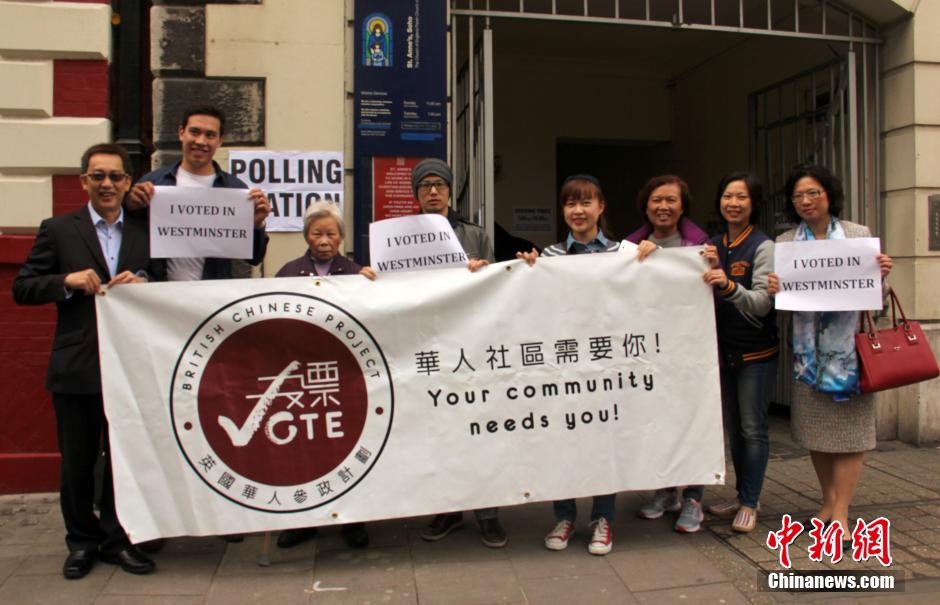 St. Anne's, Soho
POLLING
STATION
I VOTED IN
WESTMINSTER
I VOTED IN
WESTMINSTER
I VOTED IN
WESTMINSTER
BRITISH CHINESE PROJECT
投票
VOTE
英國華人參政計劃
華人社區需要你!
Your community
needs you!
中新网
Chinanews.com